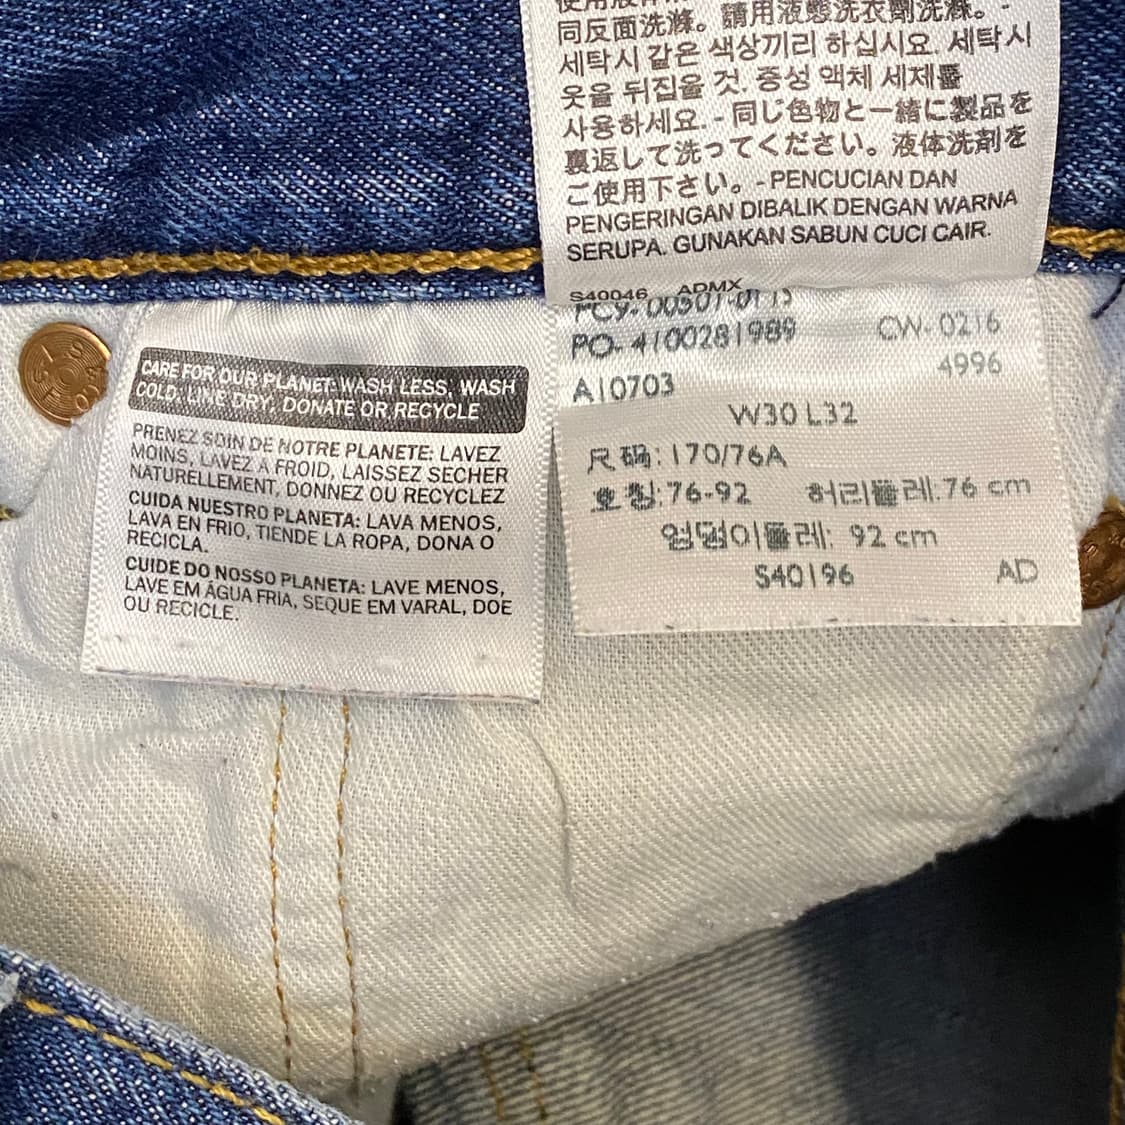 同反面洗滌。請用液態洗衣劑洗滌。-
세탁시 같은 색상끼리 하십시요. 세탁시
옷을 뒤집을 것. 중성 액체 세제를
사용하세요. - 同じ色物と一緒に製品を
裏返して洗ってください。液体洗剤を
ご使用下さい。- PENCUCIAN DAN
PENGERINGAN DIBALIK DENGAN WARNA
SERUPA. GUNAKAN SABUN CUCI CAIR.
S40046 ADMX
PO- 4100281989 CW- 0216
4996
A10703
W30 L32
尺码: 170/76A
호칭: 76-92 허리둘레: 76 cm
엉덩이둘레: 92 cm
S40196 AD
CARE FOR OUR PLANET: WASH LESS, WASH
COLD, LINE DRY, DONATE OR RECYCLE
PRENEZ SOIN DE NOTRE PLANETE: LAVEZ
MOINS, LAVEZ A FROID, LAISSEZ SECHER
NATURELLEMENT, DONNEZ OU RECYCLEZ
CUIDA NUESTRO PLANETA: LAVA MENOS,
LAVA EN FRIO, TIENDE LA ROPA, DONA O
RECICLA.
CUIDE DO NOSSO PLANETA: LAVE MENOS,
LAVE EM ÁGUA FRIA, SEQUE EM VARAL, DOE
OU RECICLE.